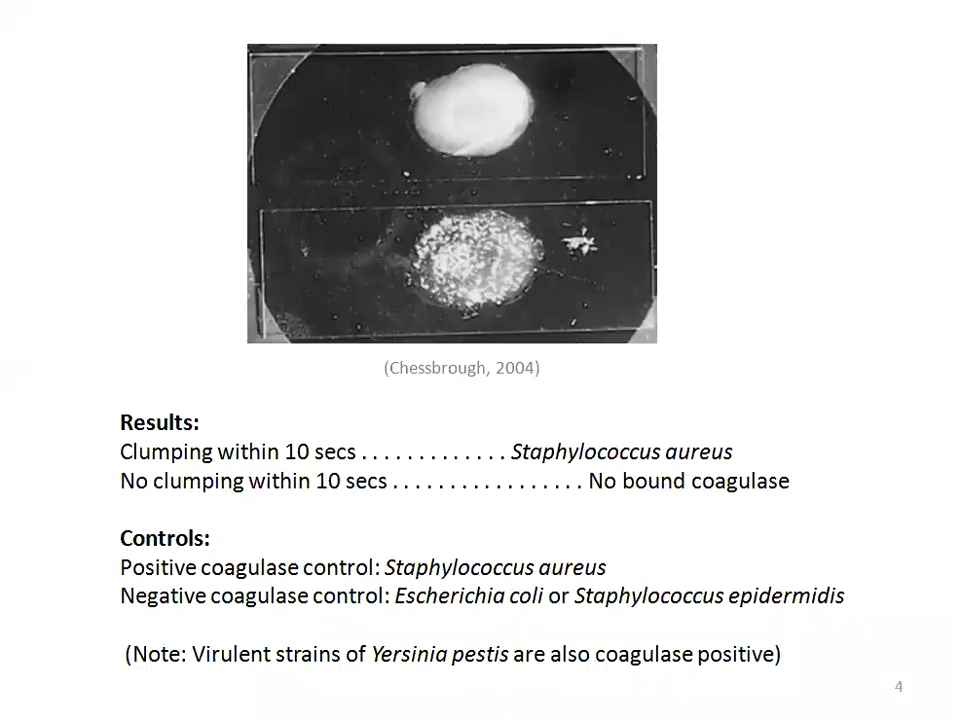 (Chessbrough, 2004)
Results:
Clumping within 10 secs . . . . . . . . . . . . . Staphylococcus aureus
No clumping within 10 secs . . . . . . . . . . . . . . . . . No bound coagulase
Controls:
Positive coagulase control: Staphylococcus aureus
Negative coagulase control: Escherichia coli or Staphylococcus epidermidis
(Note: Virulent strains of Yersinia pestis are also coagulase positive)
4